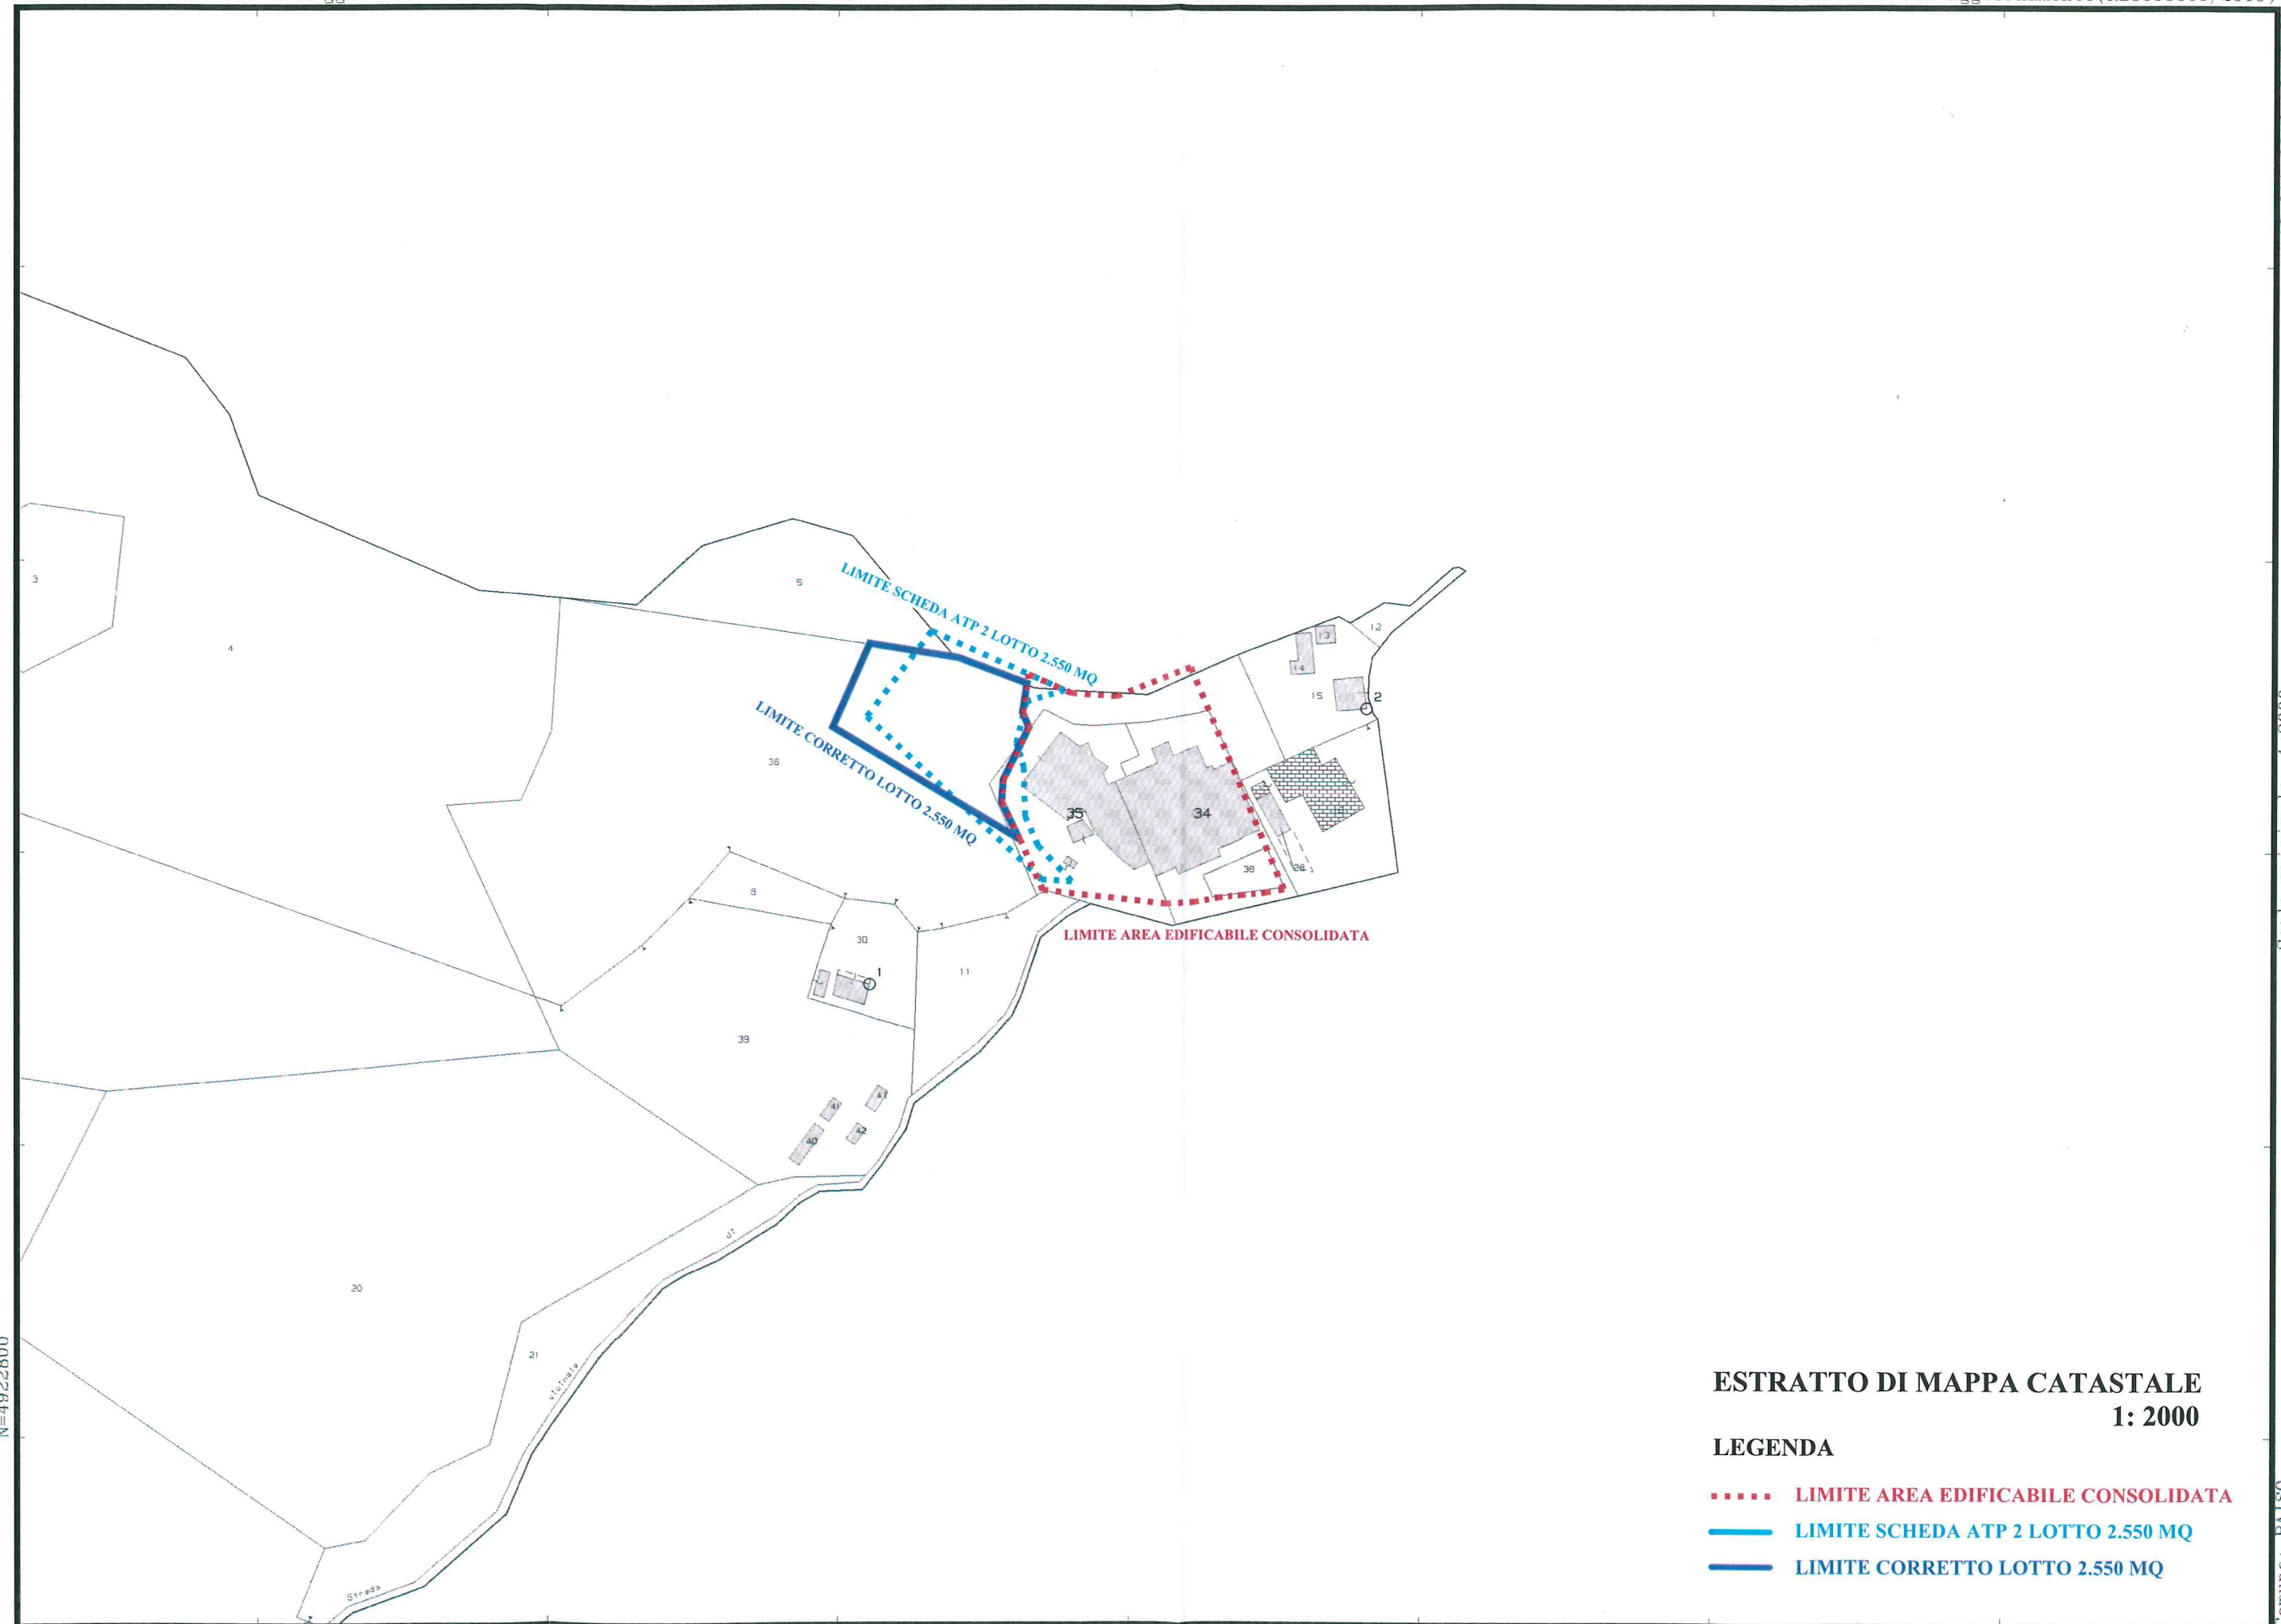 3
4
5
LIMITE SCHEDA ATP 2 LOTTO 2.550 MQ
12
13
14
15
2
LIMITE CORRETTO LOTTO 2.550 MQ
36
35
34
38
28
LIMITE AREA EDIFICABILE CONSOLIDATA
30
1
11
39
41
40
42
20
21
di
vicinale
Strada
N=4922800
ESTRATTO DI MAPPA CATASTALE
1: 2000
LEGENDA
LIMITE AREA EDIFICABILE CONSOLIDATA
LIMITE SCHEDA ATP 2 LOTTO 2.550 MQ
LIMITE CORRETTO LOTTO 2.550 MQ